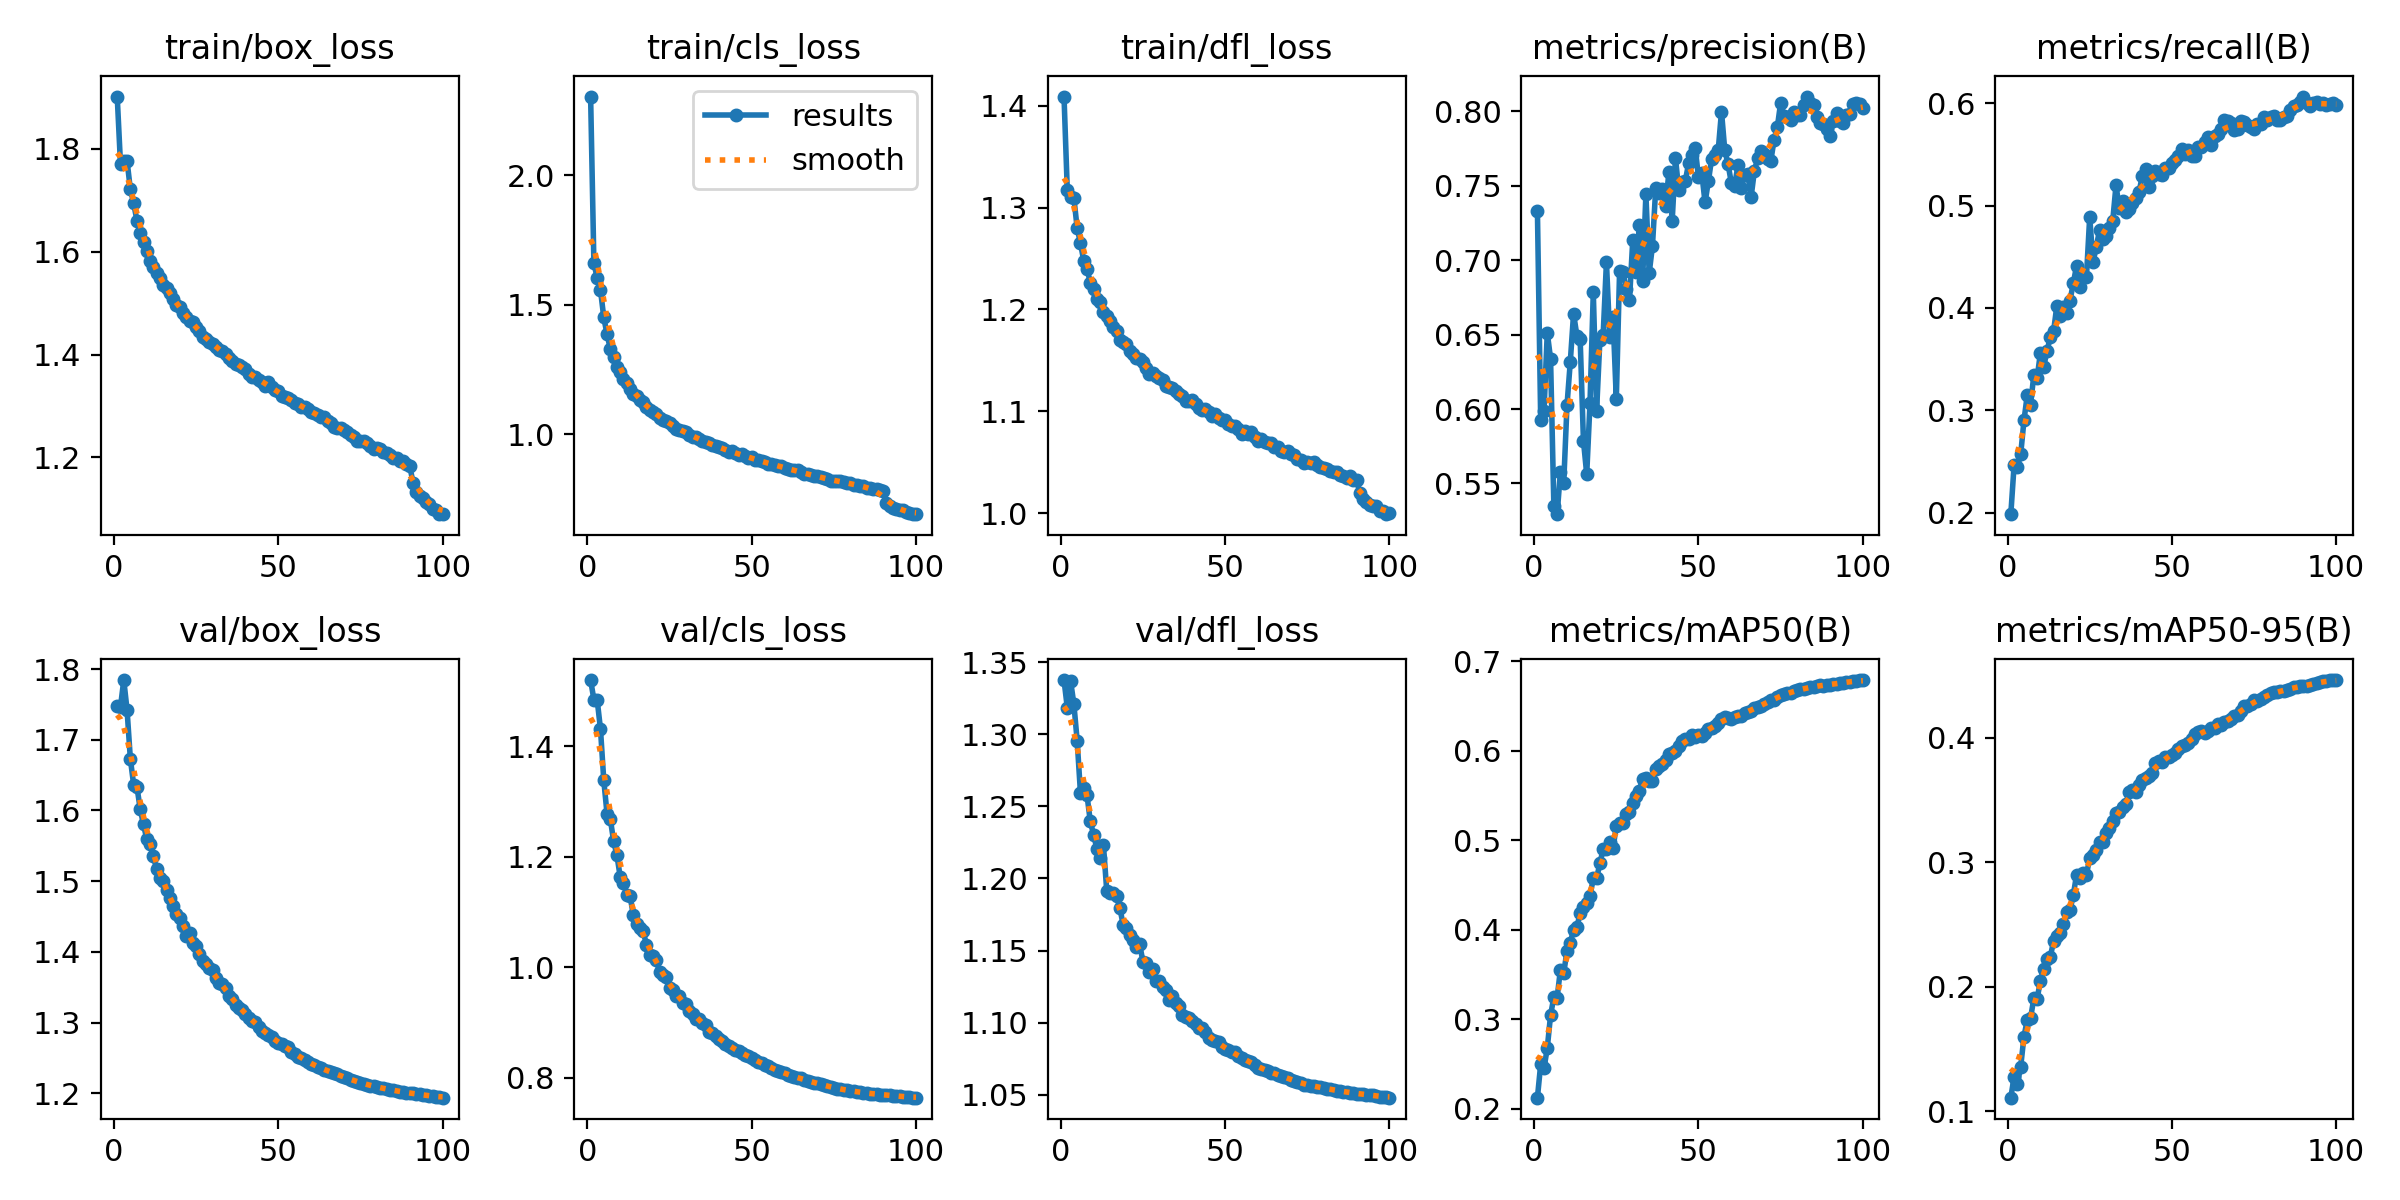 train/box_loss
1.8
1.6
1.4
1.2
0 50 100
train/cls_loss
results
smooth
2.0
1.5
1.0
0 50 100
train/dfl_loss
1.4
1.3
1.2
1.1
1.0
0 50 100
metrics/precision(B)
0.80
0.75
0.70
0.65
0.60
0.55
0 50 100
metrics/recall(B)
0.6
0.5
0.4
0.3
0.2
0 50 100
val/box_loss
1.8
1.7
1.6
1.5
1.4
1.3
1.2
0 50 100
val/cls_loss
1.4
1.2
1.0
0.8
0 50 100
val/dfl_loss
1.35
1.30
1.25
1.20
1.15
1.10
1.05
0 50 100
metrics/mAP50(B)
0.7
0.6
0.5
0.4
0.3
0.2
0 50 100
metrics/mAP50-95(B)
0.4
0.3
0.2
0.1
0 50 100